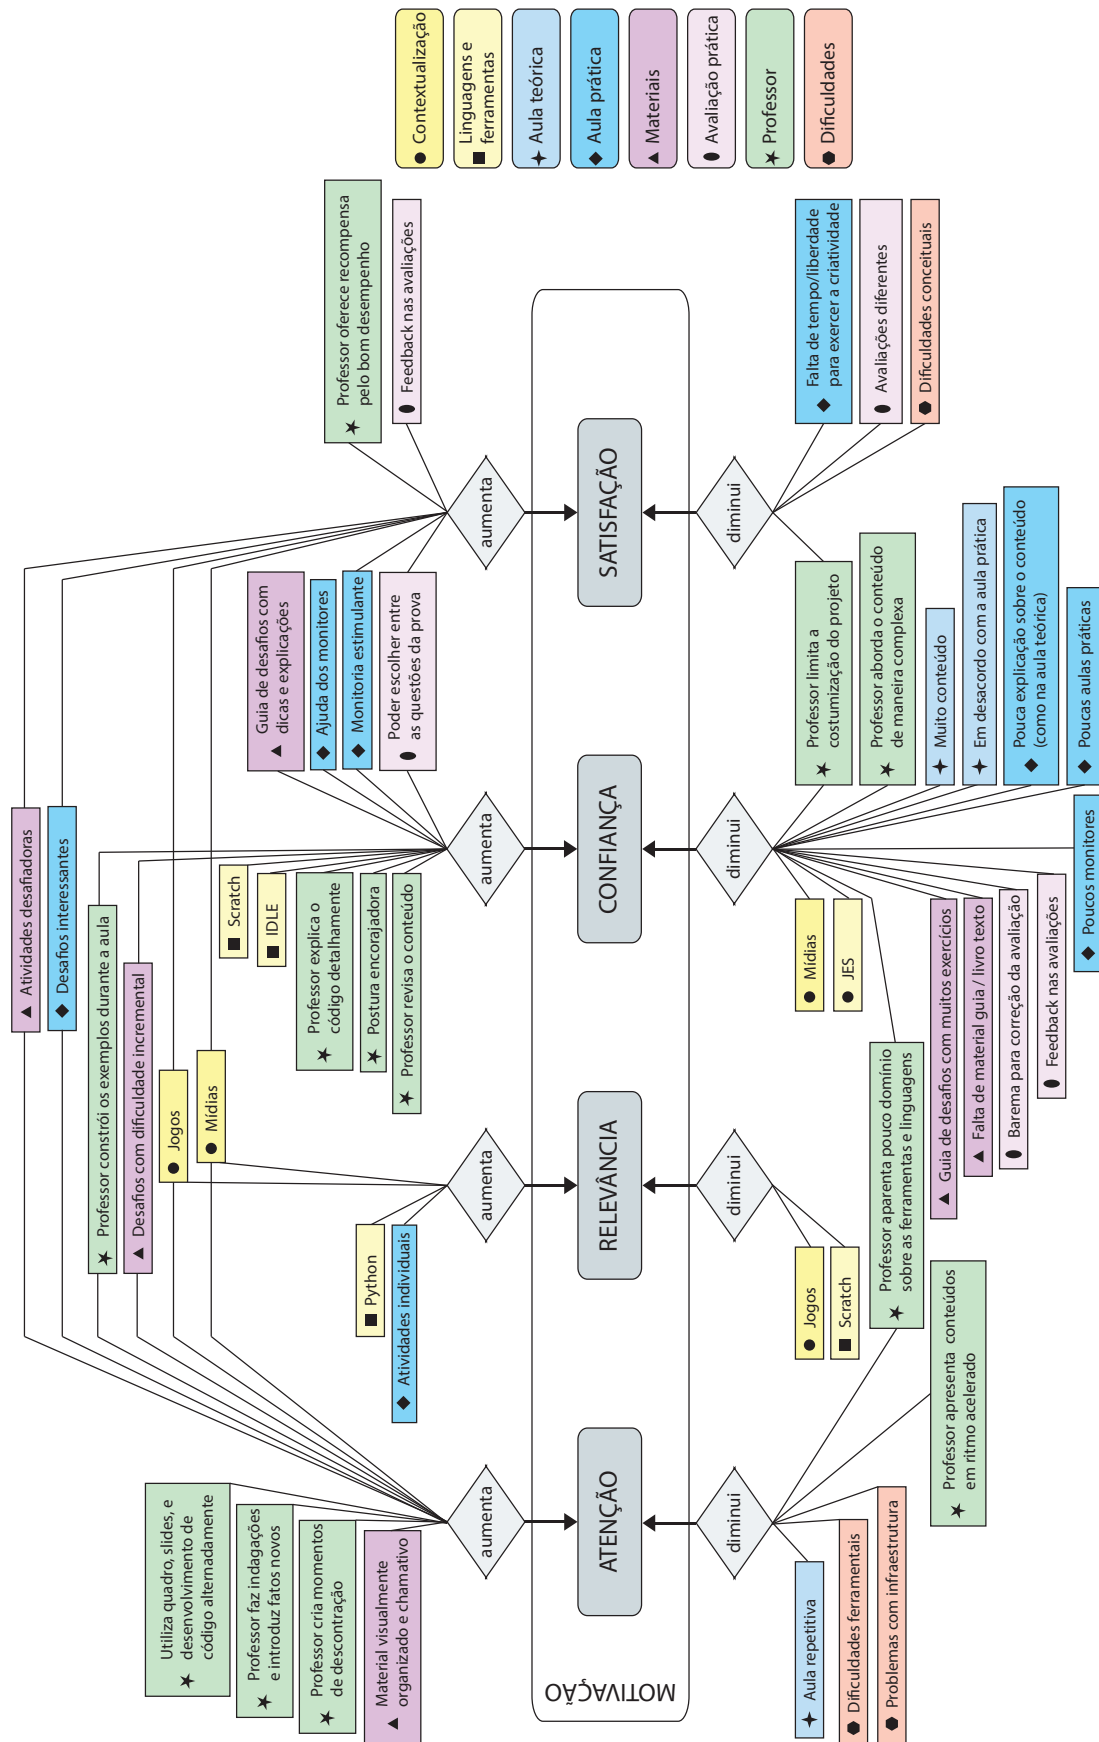 Contextualização
Linguagens e
ferramentas
Aula teórica
Aula prática
Materiais
Avaliação prática
Professor
Dificuldades
Atividades desafiadoras
Desafios interessantes
Professor constrói os exemplos durante a aula
Desafios com dificuldade incremental
Jogos
Mídias
Utiliza quadro, slides, e
desenvolvimento de
código alternadamente
Professor faz indagações
e introduz fatos novos
Professor cria momentos
de descontração
Material visualmente
organizado e chamativo
Python
Atividades individuais
Scratch
IDLE
Professor explica o
código detalhamente
Postura encorajadora
Professor revisa o conteúdo
Guia de desafios com
dicas e explicações
Ajuda dos monitores
Monitoria estimulante
Poder escolher entre
as questões da prova
Professor oferece recompensa
pelo bom desempenho
Feedback nas avaliações
aumenta
aumenta
aumenta
aumenta
MOTIVAÇÃO
ATENÇÃO
RELEVÂNCIA
CONFIANÇA
SATISFAÇÃO
diminui
diminui
diminui
diminui
Aula repetitiva
Dificuldades ferramentais
Problemas com infraestrutura
Professor apresenta conteúdos
em ritmo acelerado
Professor aparenta pouco domínio
sobre as ferramentas e linguagens
Jogos
Scratch
Mídias
JES
Guia de desafios com muitos exercícios
Falta de material guia / livro texto
Barema para correção da avaliação
Feedback nas avaliações
Poucos monitores
Professor limita a
costumização do projeto
Professor aborda o conteúdo
de maneira complexa
Muito conteúdo
Em desacordo com a aula prática
Pouca explicação sobre o conteúdo
(como na aula teórica)
Poucas aulas práticas
Falta de tempo/liberdade
para exercer a criatividade
Avaliações diferentes
Dificuldades conceituais